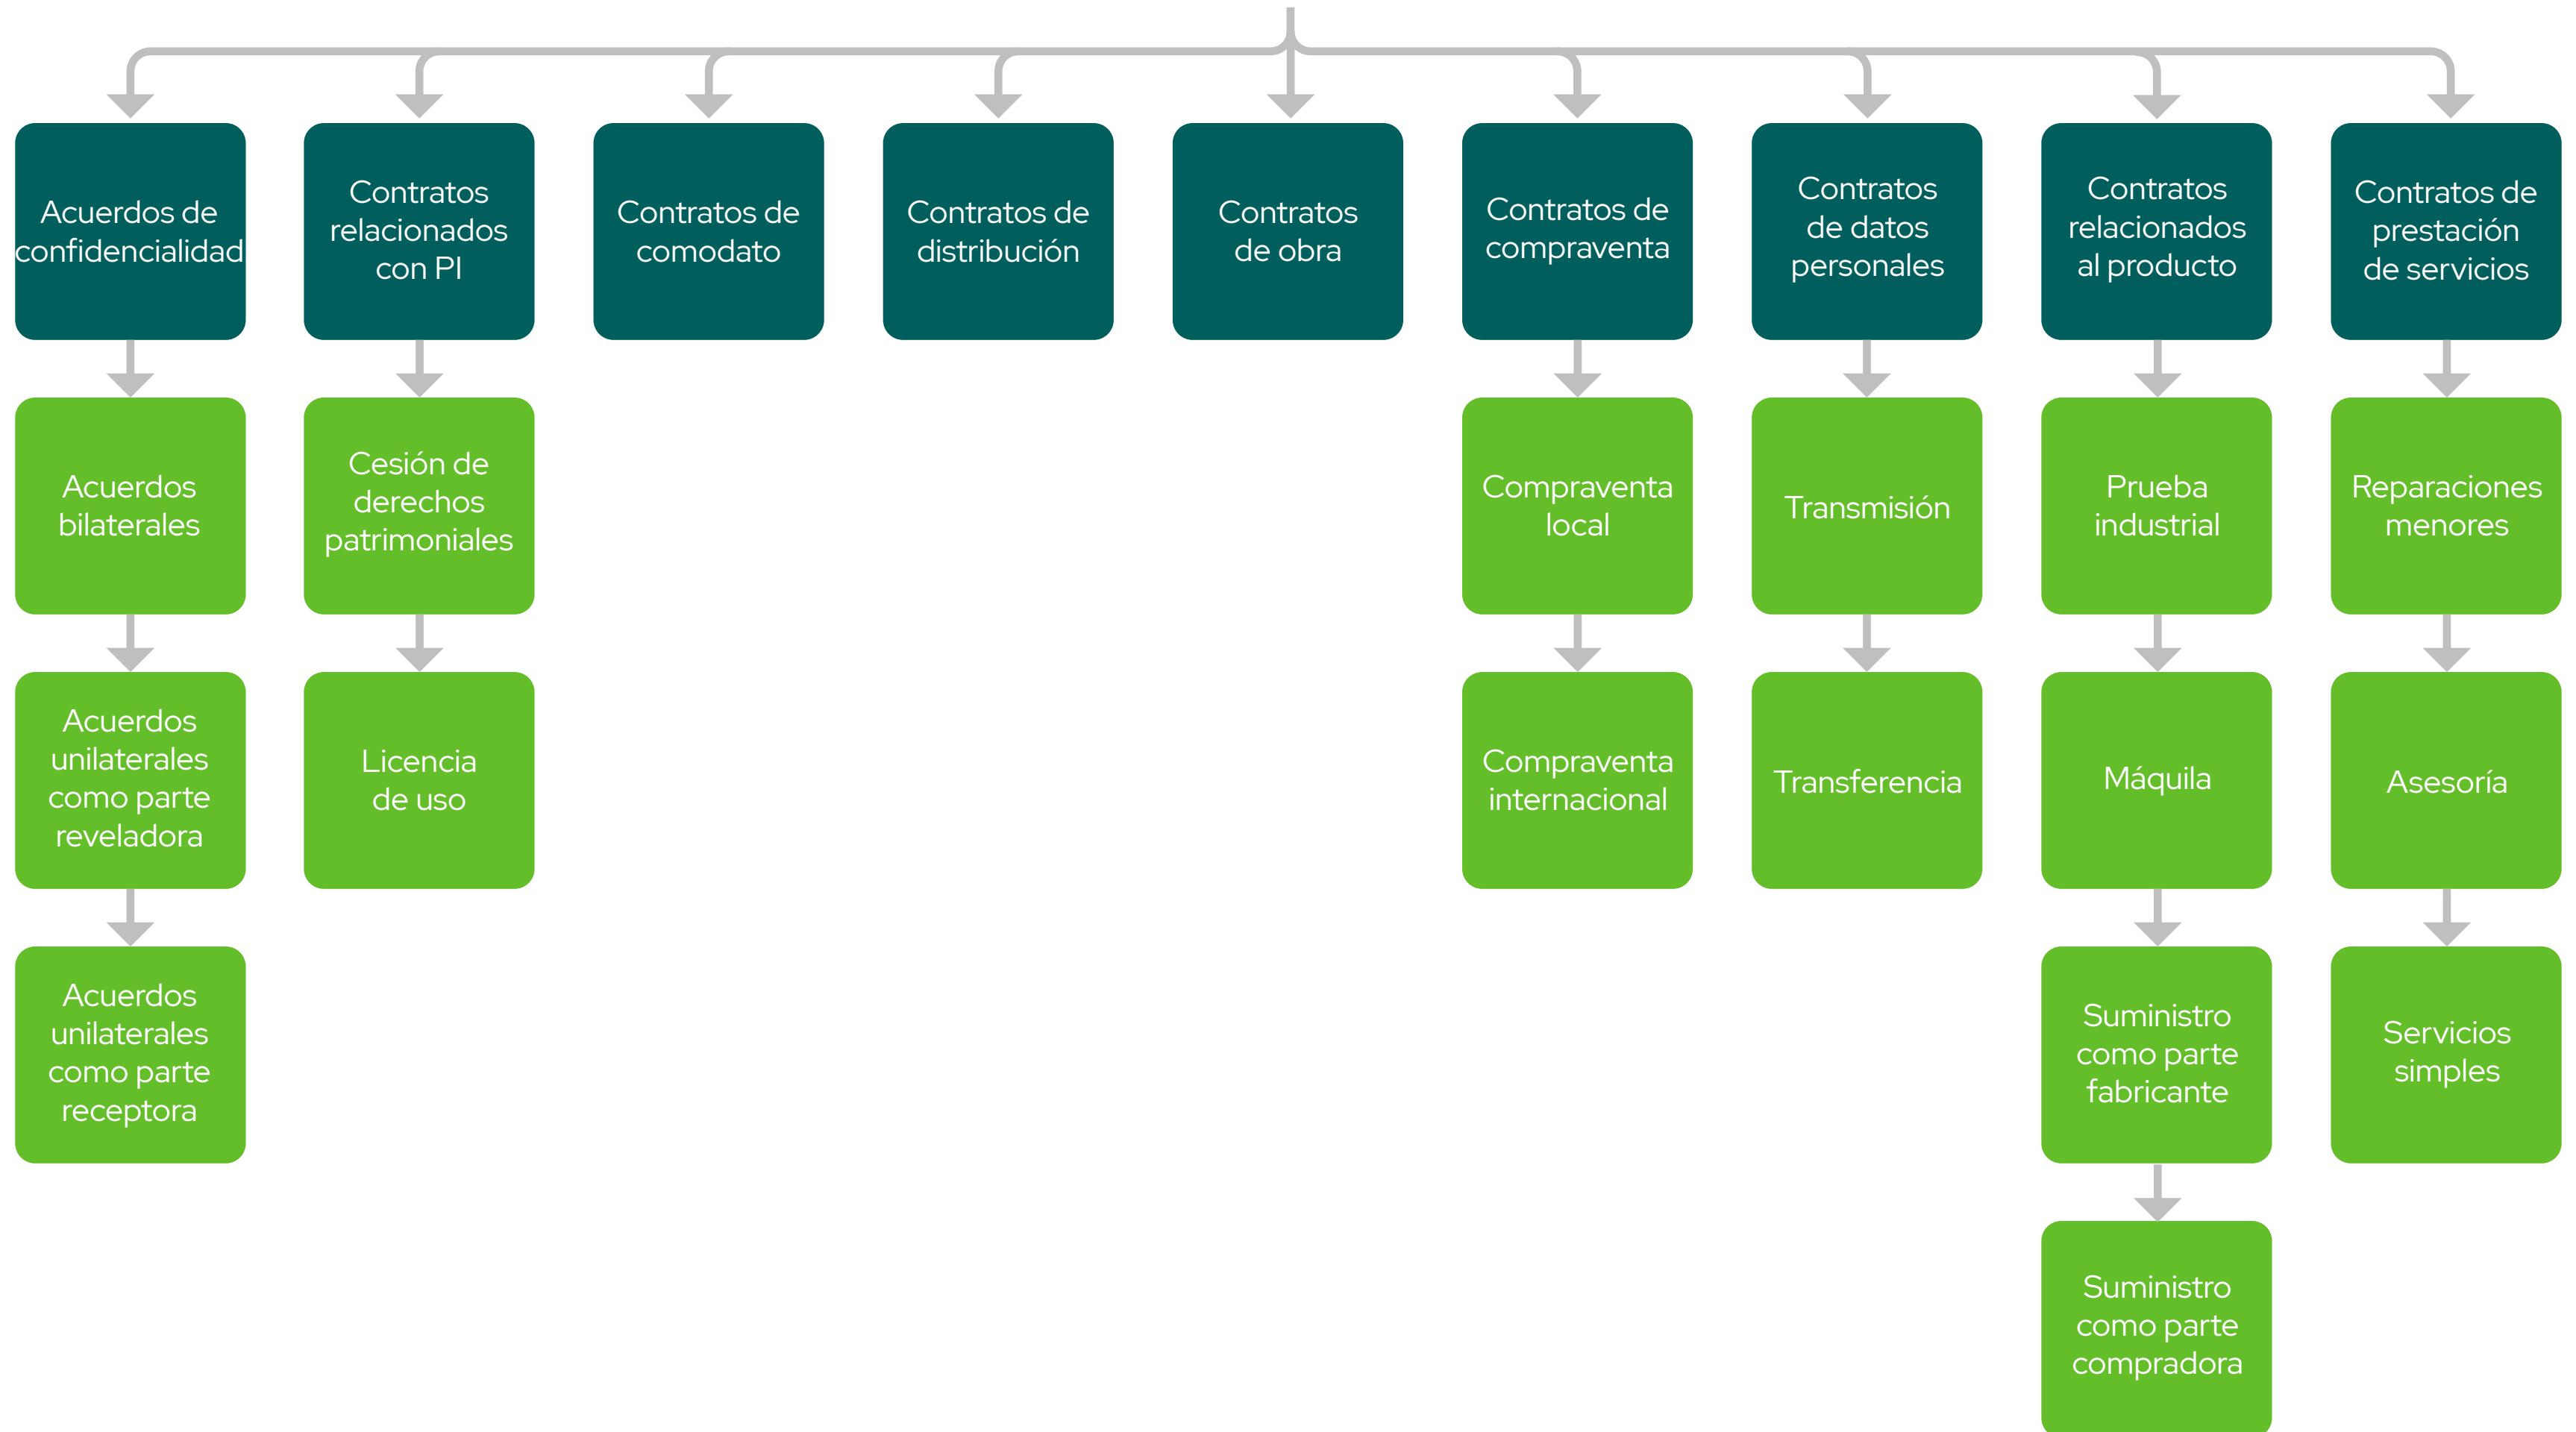 Acuerdos de
confidencialidad
Contratos
relacionados
con PI
Contratos de
comodato
Contratos de
distribución
Contratos
de obra
Contratos de
compraventa
Contratos
de datos
personales
Contratos
relacionados
al producto
Contratos de
prestación
de servicios
Acuerdos
bilaterales
Cesión de
derechos
patrimoniales
Compraventa
local
Transmisión
Prueba
industrial
Reparaciones
menores
Acuerdos
unilaterales
como parte
reveladora
Licencia
de uso
Compraventa
internacional
Transferencia
Máquila
Asesoría
Acuerdos
unilaterales
como parte
receptora
Suministro
como parte
fabricante
Servicios
simples
Suministro
como parte
compradora